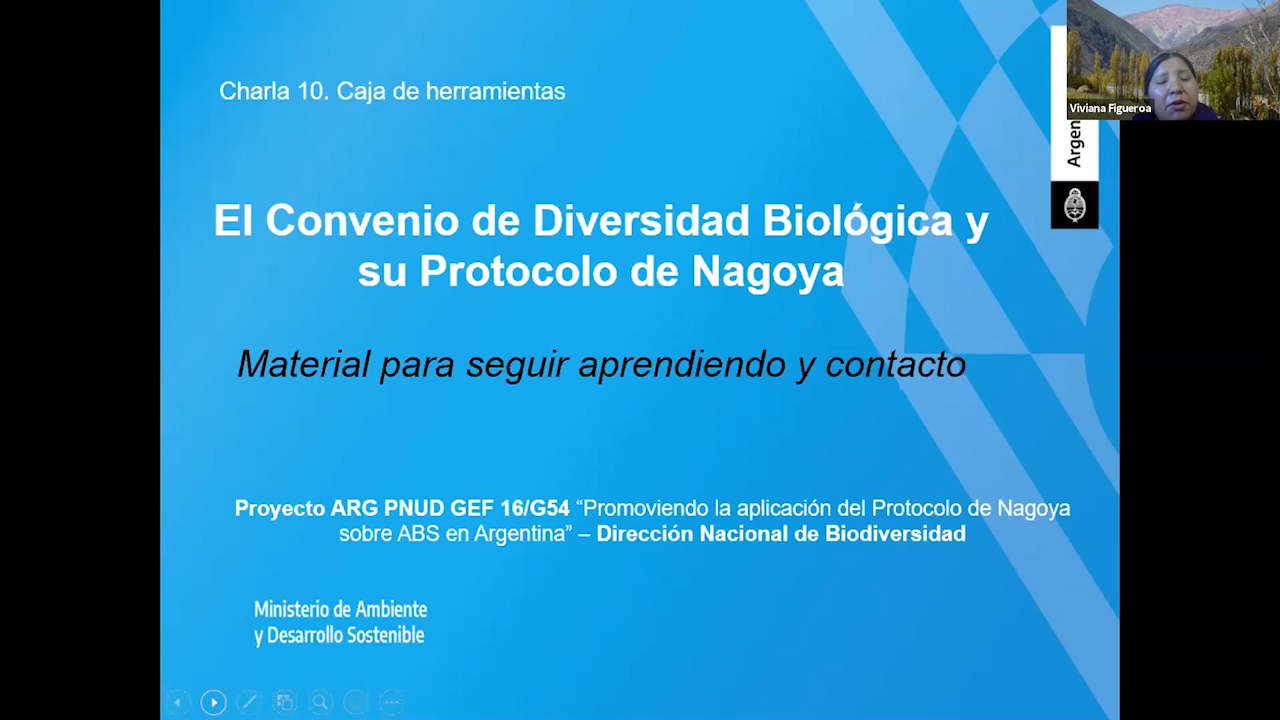 Charla 10. Caja de herramientas
Viviana Figueroa
Argen
El Convenio de Diversidad Biológica y
su Protocolo de Nagoya
Material para seguir aprendiendo y contacto
Proyecto ARG PNUD GEF 16/G54 “Promoviendo la aplicación del Protocolo de Nagoya
sobre ABS en Argentina” – Dirección Nacional de Biodiversidad
Ministerio de Ambiente
y Desarrollo Sostenible